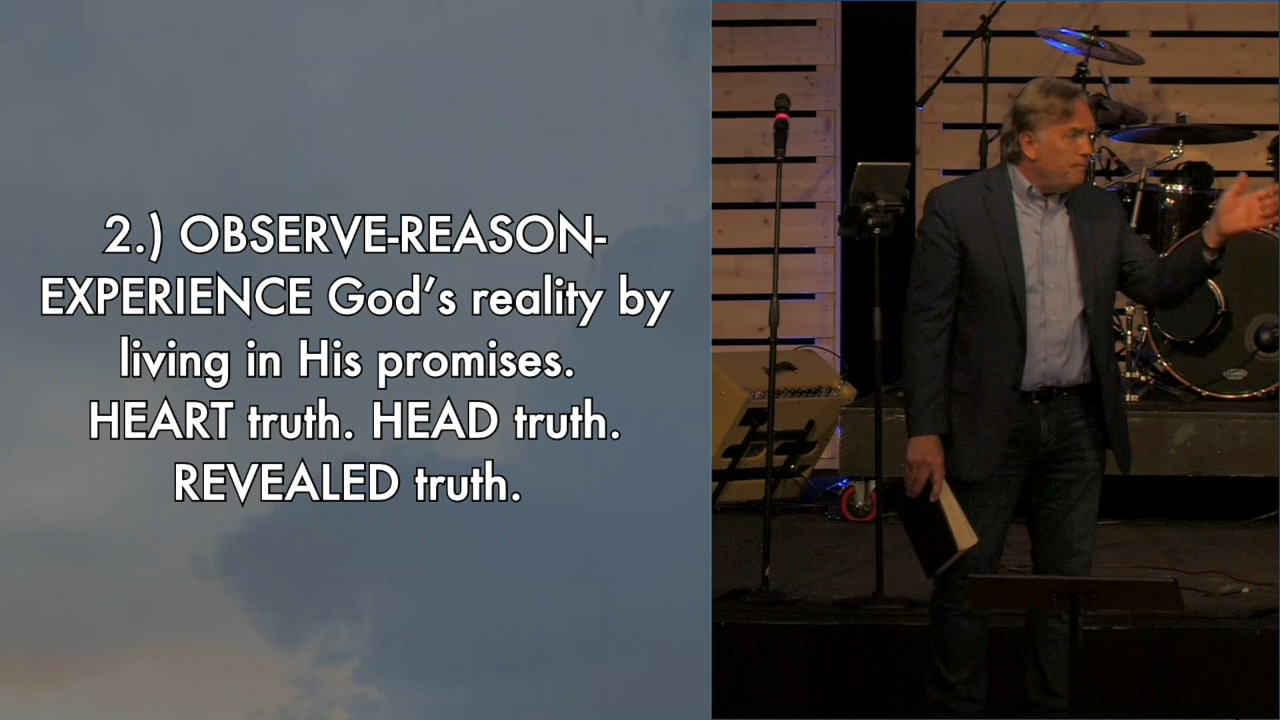 2.) OBSERVE-REASON-
EXPERIENCE God's reality by
living in His promises.
HEART truth. HEAD truth.
REVEALED truth.